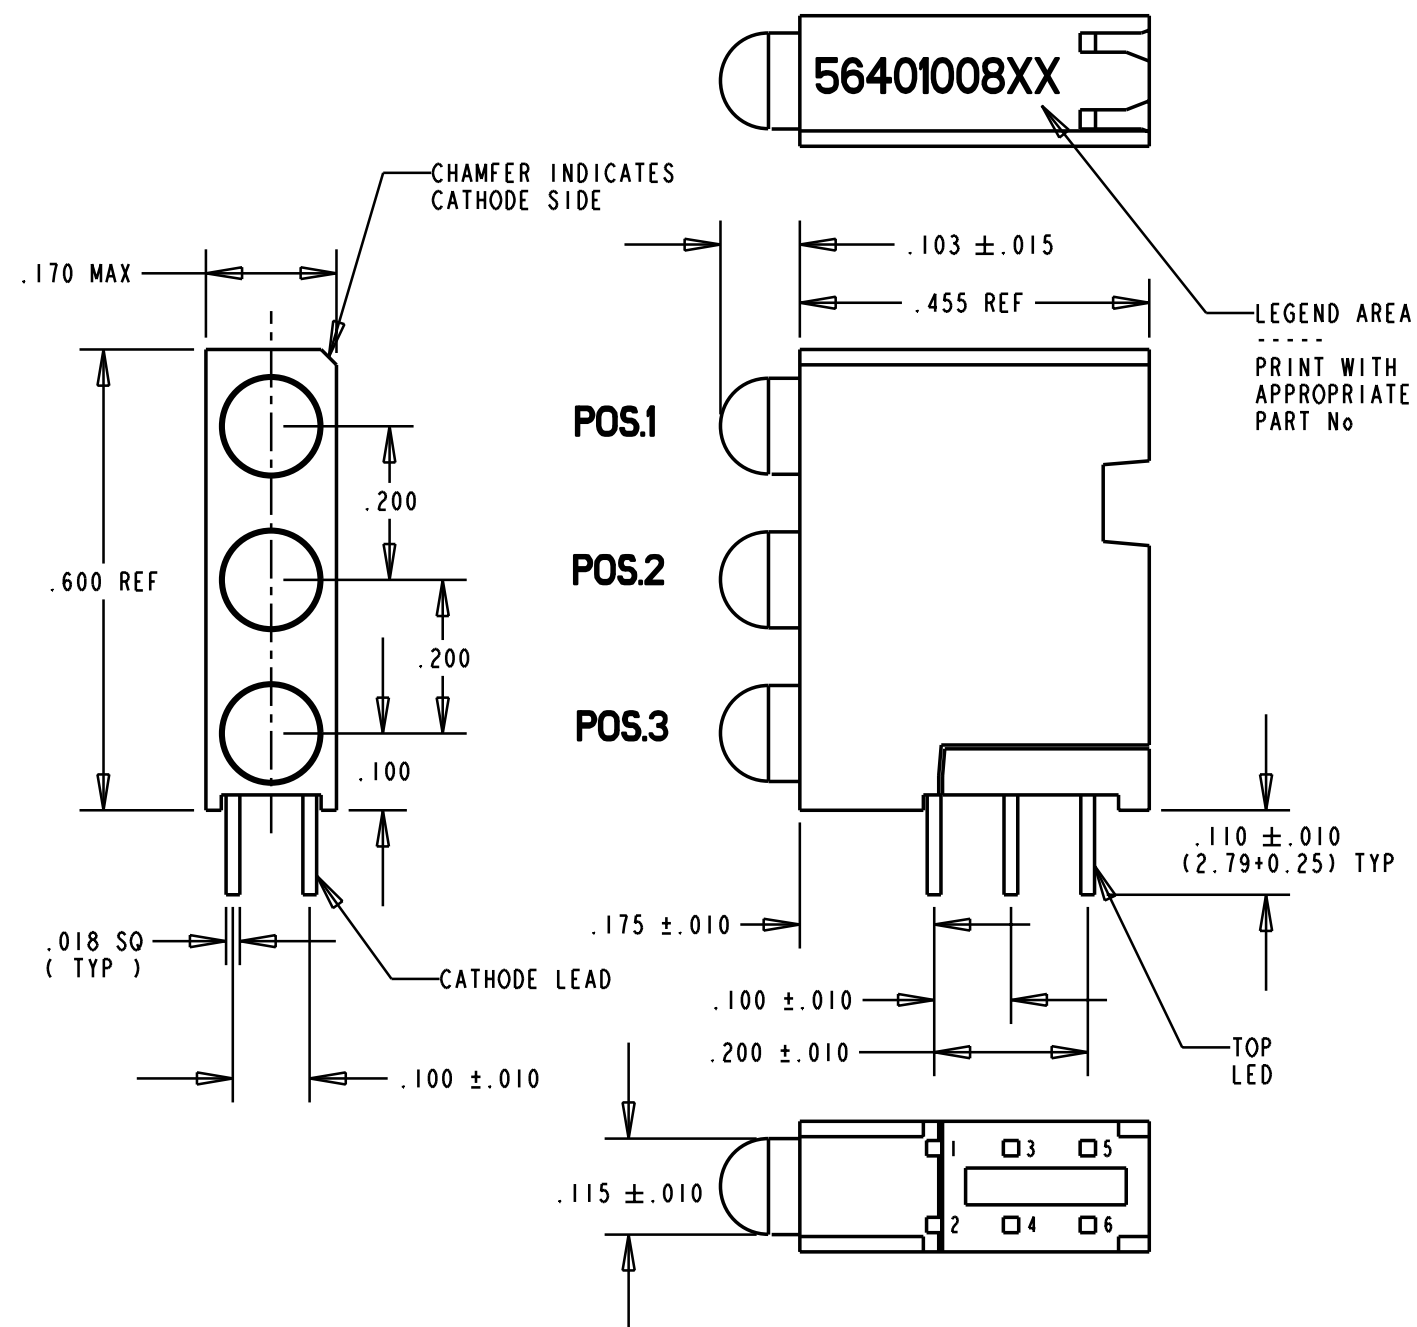 56401008XX
CHAMFER INDICATES
CATHODE SIDE
.103 ±.015
.170 MAX
.455 REF
LEGEND AREA
-----
PRINT WITH
APPROPRIATE
PART No
POS.1
.200
POS.2
.600 REF
.200
POS.3
.100
.110 ±.010
(2.79+0.25) TYP
.175 ±.010
.018 SQ
( TYP )
CATHODE LEAD
.100 ±.010
.200 ±.010
TOP
LED
.100 ±.010
1 3 5
.115 ±.010
2 4 6